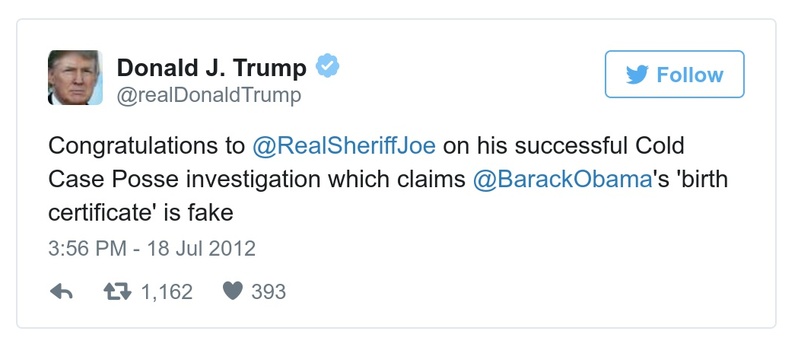 Donald J. Trump
@realDonaldTrump
Follow
Congratulations to @RealSheriffJoe on his successful Cold
Case Posse investigation which claims @BarackObama's 'birth
certificate' is fake
3:56 PM - 18 Jul 2012
1,162 393